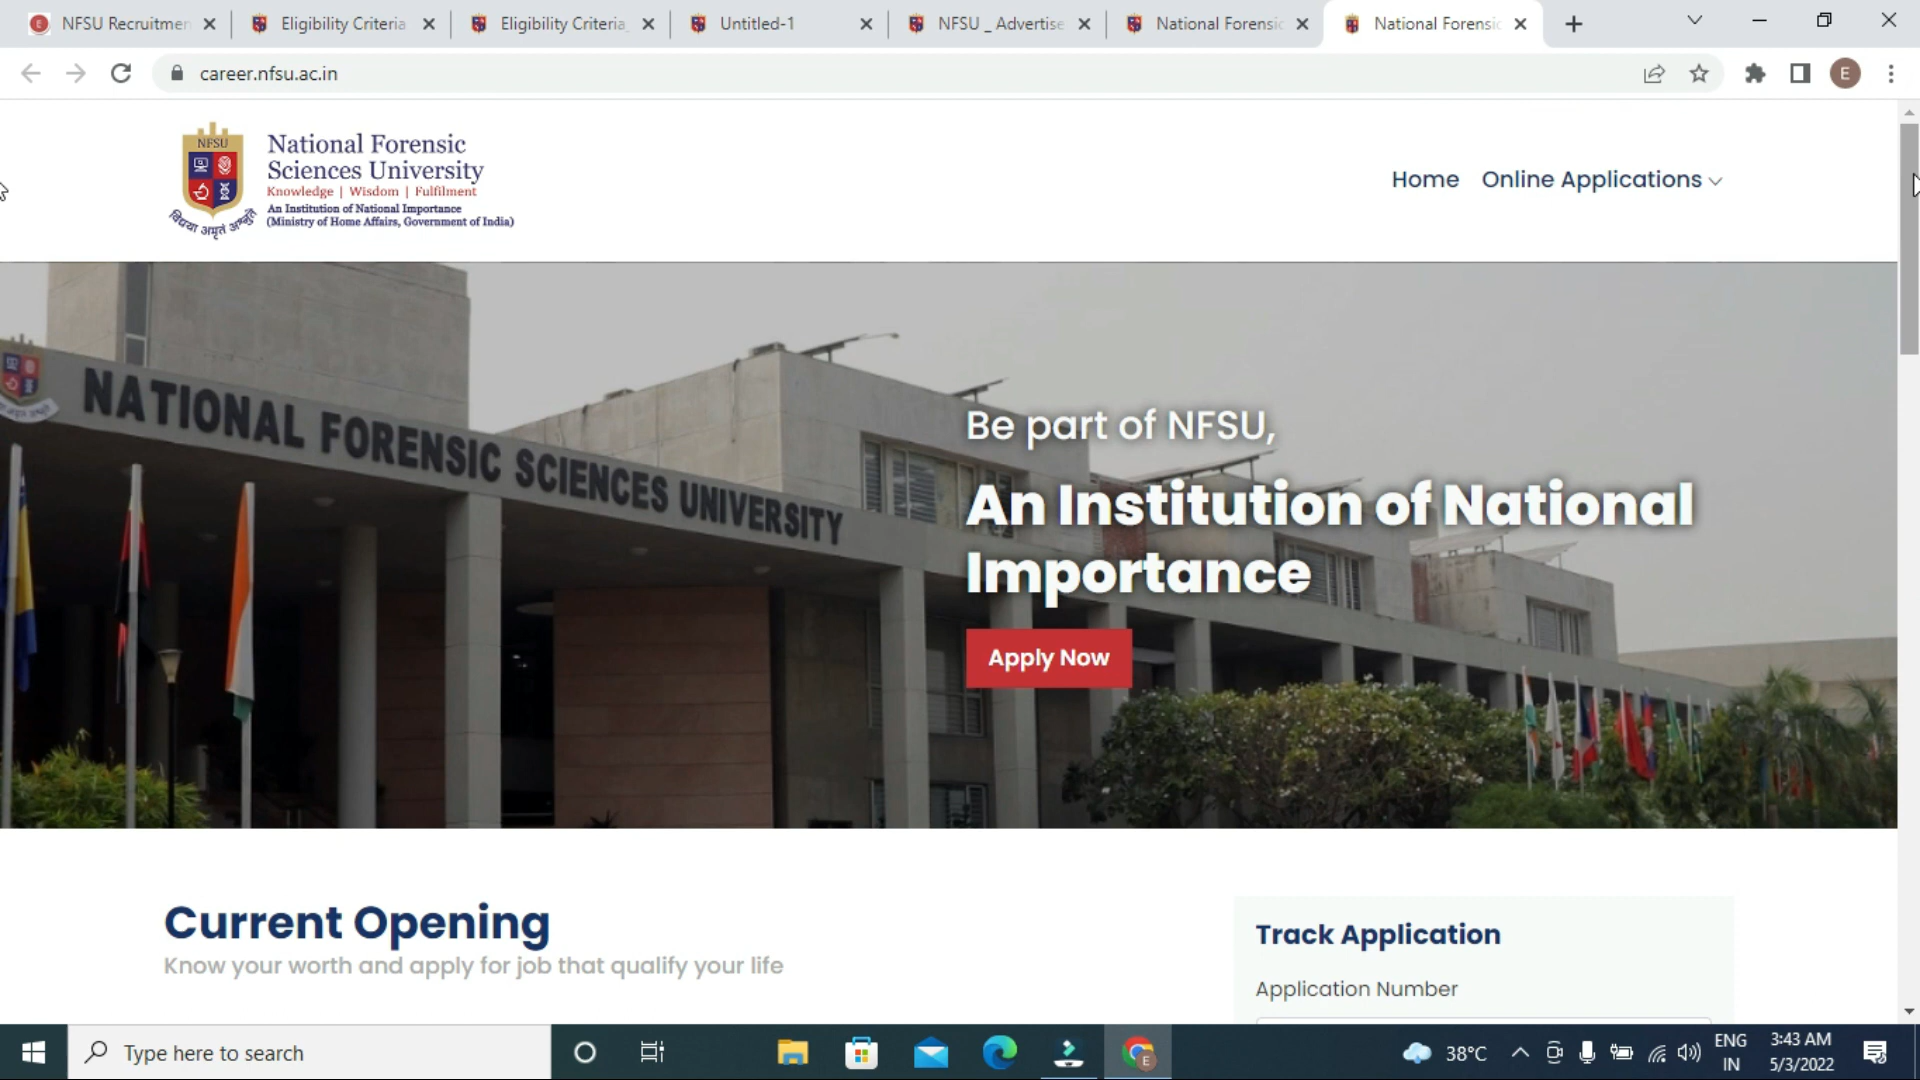 NFSU Recruitmen
Eligibility Criteria
Eligibility Criteria_
Untitled-1
NFSU _ Advertise
National Forensic
National Forensic
career.nfsu.ac.in
E
NFSU
विद्यया अमृतं अश्नुते
National Forensic
Sciences University
Knowledge | Wisdom | Fulfilment
An Institution of National Importance
(Ministry of Home Affairs, Government of India)
Home
Online Applications
NATIONAL FORENSIC SCIENCES UNIVERSITY
Be part of NFSU,
An Institution of National
Importance
Apply Now
Current Opening
Know your worth and apply for job that qualify your life
Track Application
Application Number
Type here to search
E
38°C
ENG
IN
3:43 AM
5/3/2022